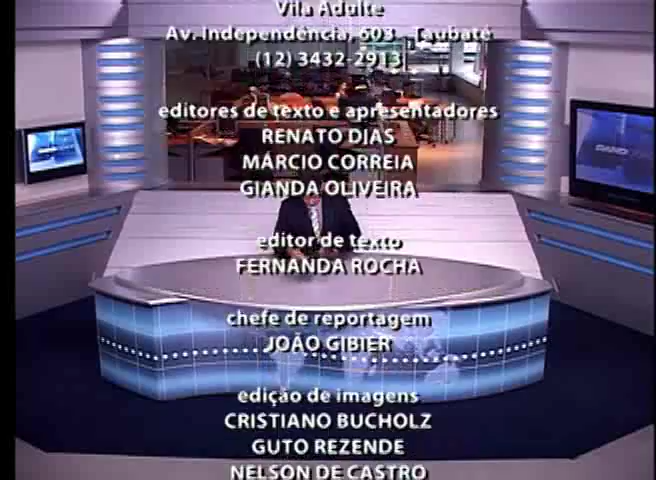 Vila Adulte
Av. Independência, 603 - Taubaté
(12) 3432-2913
editores de texto e apresentadores
RENATO DIAS
MÁRCIO CORREIA
GIANDA OLIVEIRA
editor de texto
FERNANDA ROCHA
chefe de reportagem
JOÃO GIBIER
edição de imagens
CRISTIANO BUCHOLZ
GUTO REZENDE
NELSON DE CASTRO